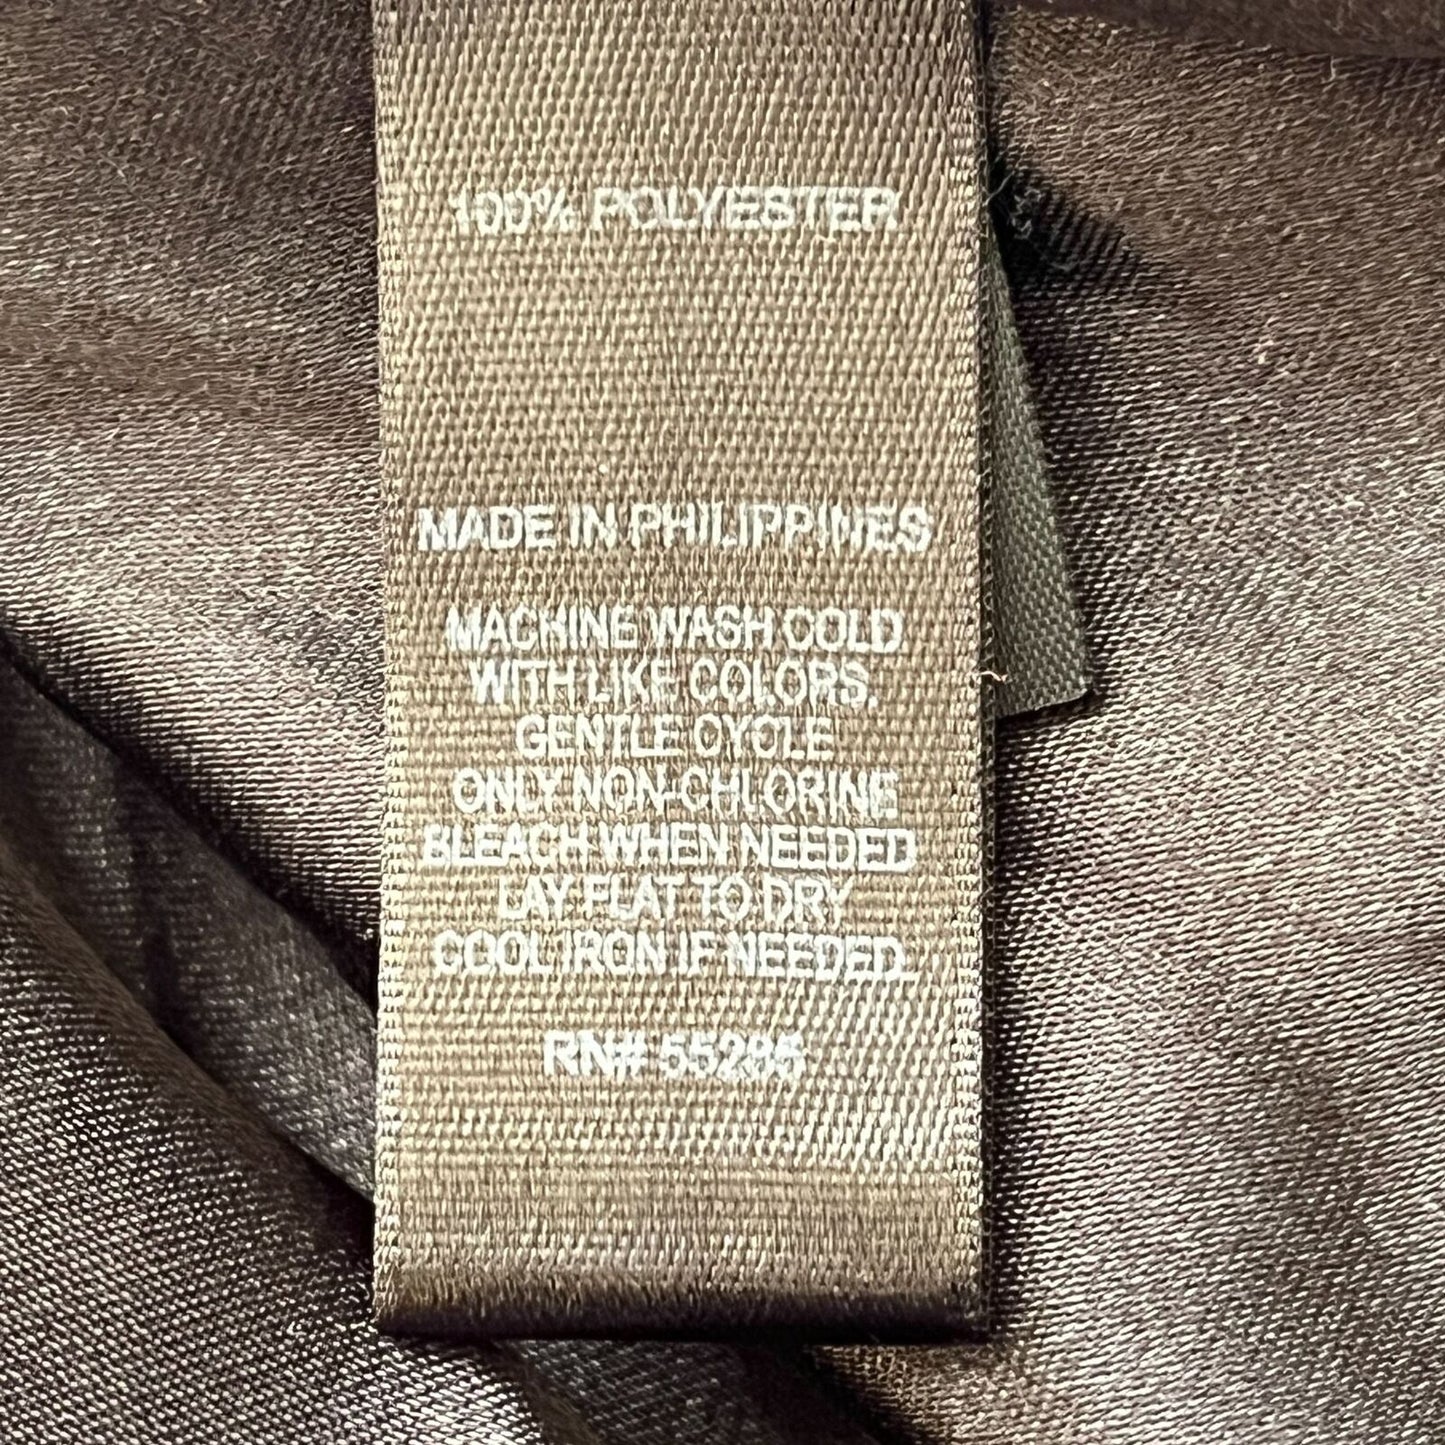 100% POLYESTER
MADE IN PHILIPPINES
MACHINE WASH COLD
WITH LIKE COLORS.
GENTLE CYCLE
ONLY NON-CHLORINE
BLEACH WHEN NEEDED
LAY FLAT TO DRY
COOL IRON IF NEEDED.
RN# 55285